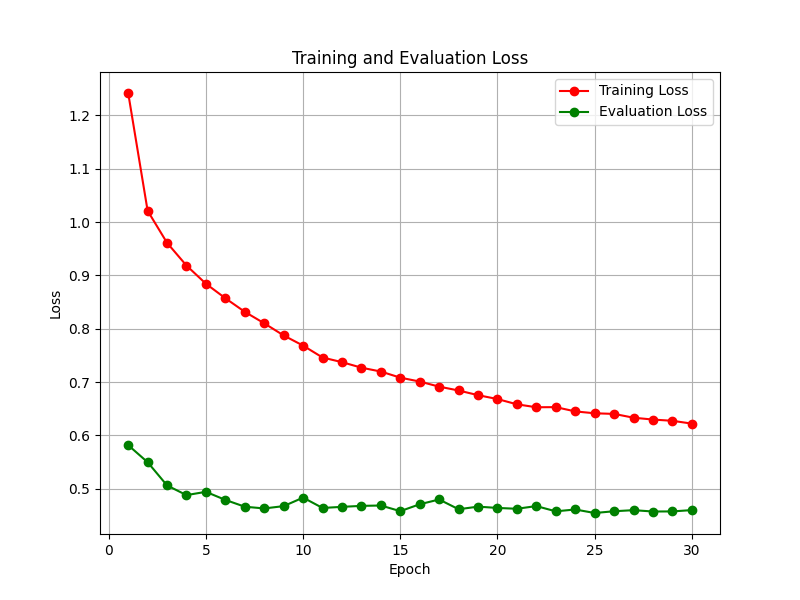 Training and Evaluation Loss
Training Loss
Evaluation Loss
1.2
1.1
1.0
0.9
0.8
0.7
0.6
0.5
Loss
0 5 10 15 20 25 30
Epoch